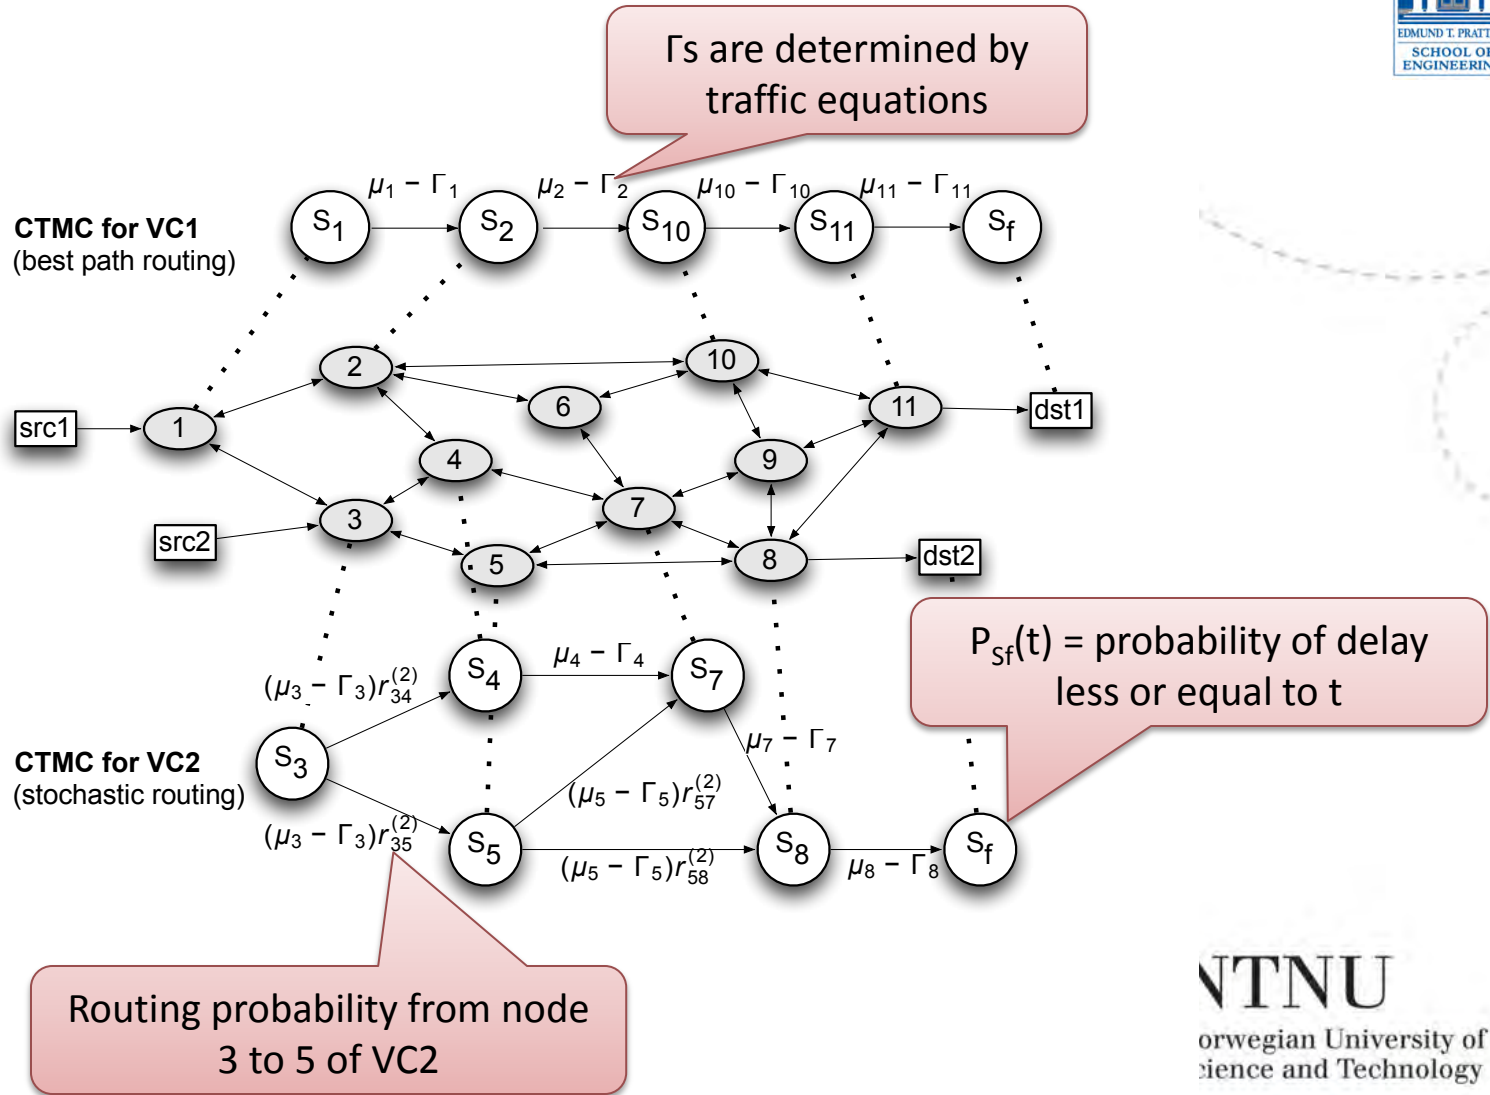 EDMUND T. PRATT
SCHOOL OF
ENGINEERIN
Γs are determined by
traffic equations
μ₁ − Γ₁
μ₂ − Γ₂
μ₁₀ − Γ₁₀
μ₁₁ − Γ₁₁
CTMC for VC1
(best path routing)
S₁
S₂
S₁₀
S₁₁
S_f
2
10
6
11
dst1
src1
1
4
9
7
3
src2
5
8
dst2
P_Sf(t) = probability of delay
less or equal to t
(μ₃ − Γ₃)r₃₄⁽²⁾
S₄
μ₄ − Γ₄
S₇
μ₇ − Γ₇
CTMC for VC2
(stochastic routing)
S₃
(μ₅ − Γ₅)r₅₇⁽²⁾
(μ₃ − Γ₃)r₃₅⁽²⁾
S₅
(μ₅ − Γ₅)r₅₈⁽²⁾
S₈
μ₈ − Γ₈
S_f
Routing probability from node
3 to 5 of VC2
NTNU
orwegian University of
cience and Technology